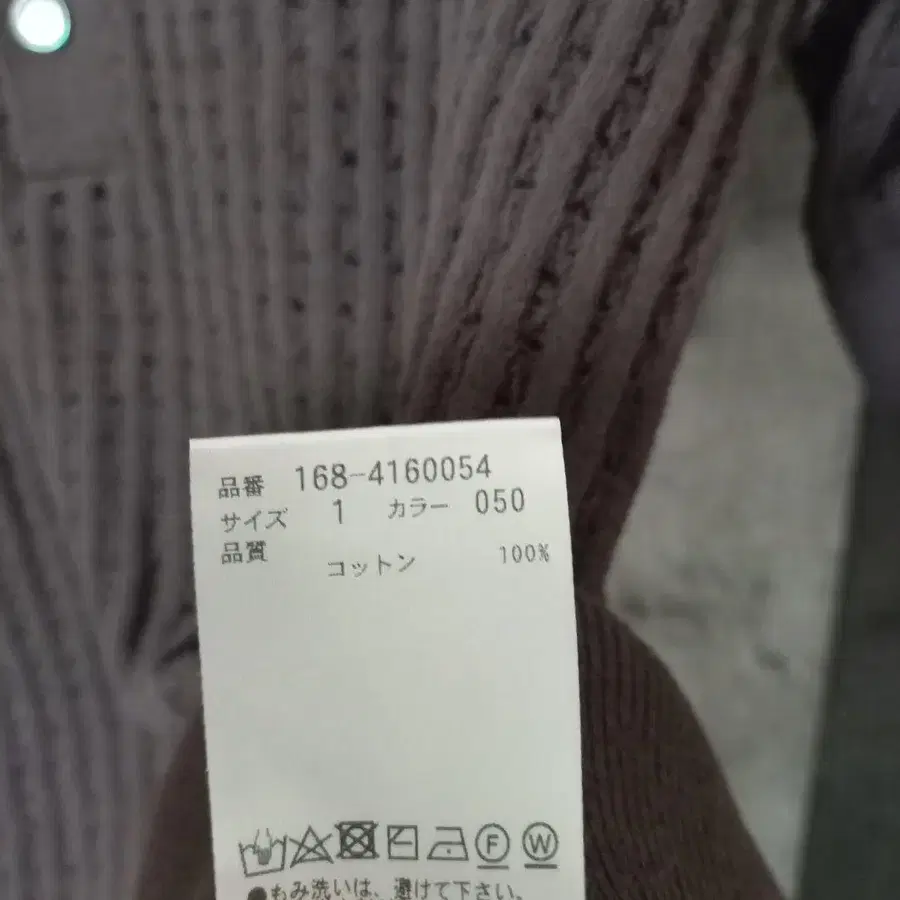 品番 168-4160054
サイズ 1 カラー 050
品質 コットン 100%
F W
●もみ洗いは、避けて下さい。